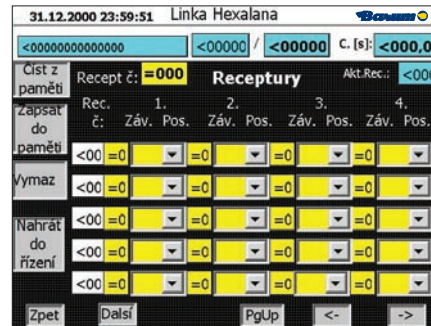 31.12.2000 23:59:51 Linka Hexalana Berium
<00000000000000 <00000 / <00000 C. [s]: <000,0
Číst z paměti
Recept č: =000 Receptury Akt.Rec.: <000
Zapsat do paměti
Rec. 1. 2. 3. 4.
č: Záv. Pos. Záv. Pos. Záv. Pos. Záv. Pos.
<00 =0 =0 =0 =0
Vymaz
<00 =0 =0 =0 =0
<00 =0 =0 =0 =0
Nahrát do řízení
<00 =0 =0 =0 =0
<00 =0 =0 =0 =0
Zpet Dalsí PgUp <- ->